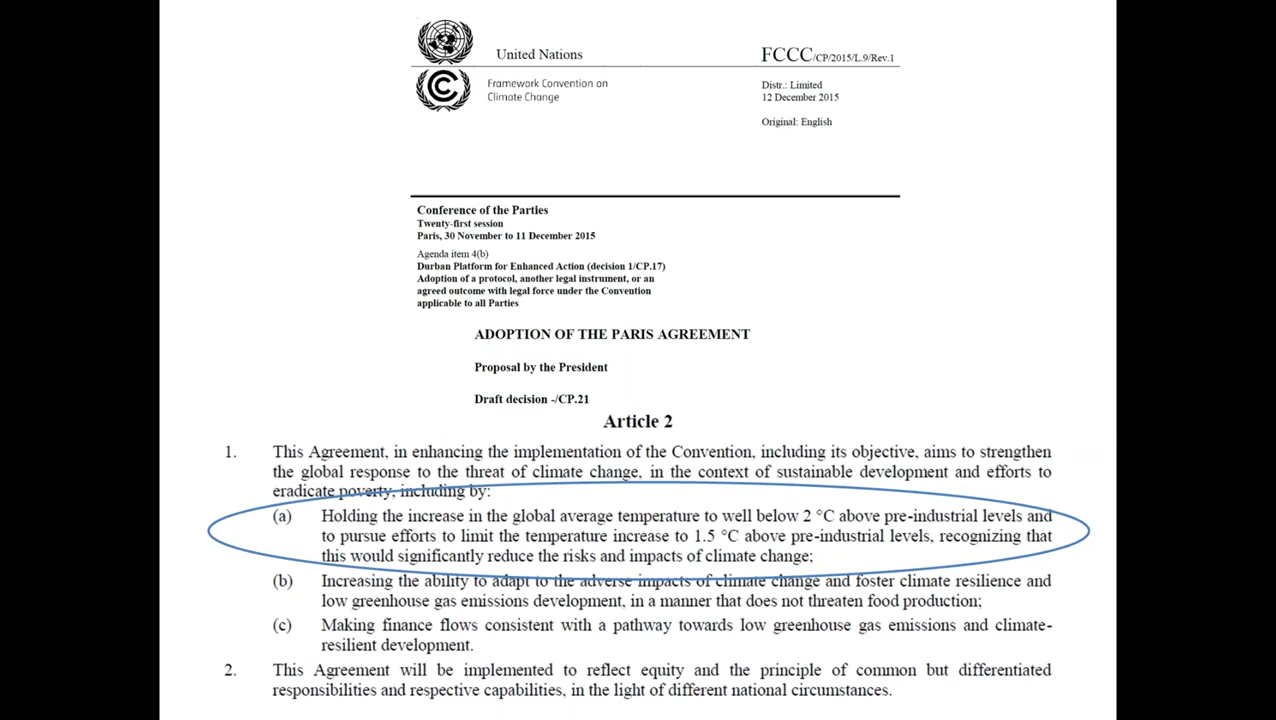 United Nations
FCCC/CP/2015/L.9/Rev.1
Framework Convention on
Climate Change
Distr.: Limited
12 December 2015
Original: English
Conference of the Parties
Twenty-first session
Paris, 30 November to 11 December 2015
Agenda item 4(b)
Durban Platform for Enhanced Action (decision 1/CP.17)
Adoption of a protocol, another legal instrument, or an
agreed outcome with legal force under the Convention
applicable to all Parties
ADOPTION OF THE PARIS AGREEMENT
Proposal by the President
Draft decision -/CP.21
Article 2
1. This Agreement, in enhancing the implementation of the Convention, including its objective, aims to strengthen
the global response to the threat of climate change, in the context of sustainable development and efforts to
eradicate poverty, including by:
(a) Holding the increase in the global average temperature to well below 2 °C above pre-industrial levels and
to pursue efforts to limit the temperature increase to 1.5 °C above pre-industrial levels, recognizing that
this would significantly reduce the risks and impacts of climate change;
(b) Increasing the ability to adapt to the adverse impacts of climate change and foster climate resilience and
low greenhouse gas emissions development, in a manner that does not threaten food production;
(c) Making finance flows consistent with a pathway towards low greenhouse gas emissions and climate-
resilient development.
2. This Agreement will be implemented to reflect equity and the principle of common but differentiated
responsibilities and respective capabilities, in the light of different national circumstances.